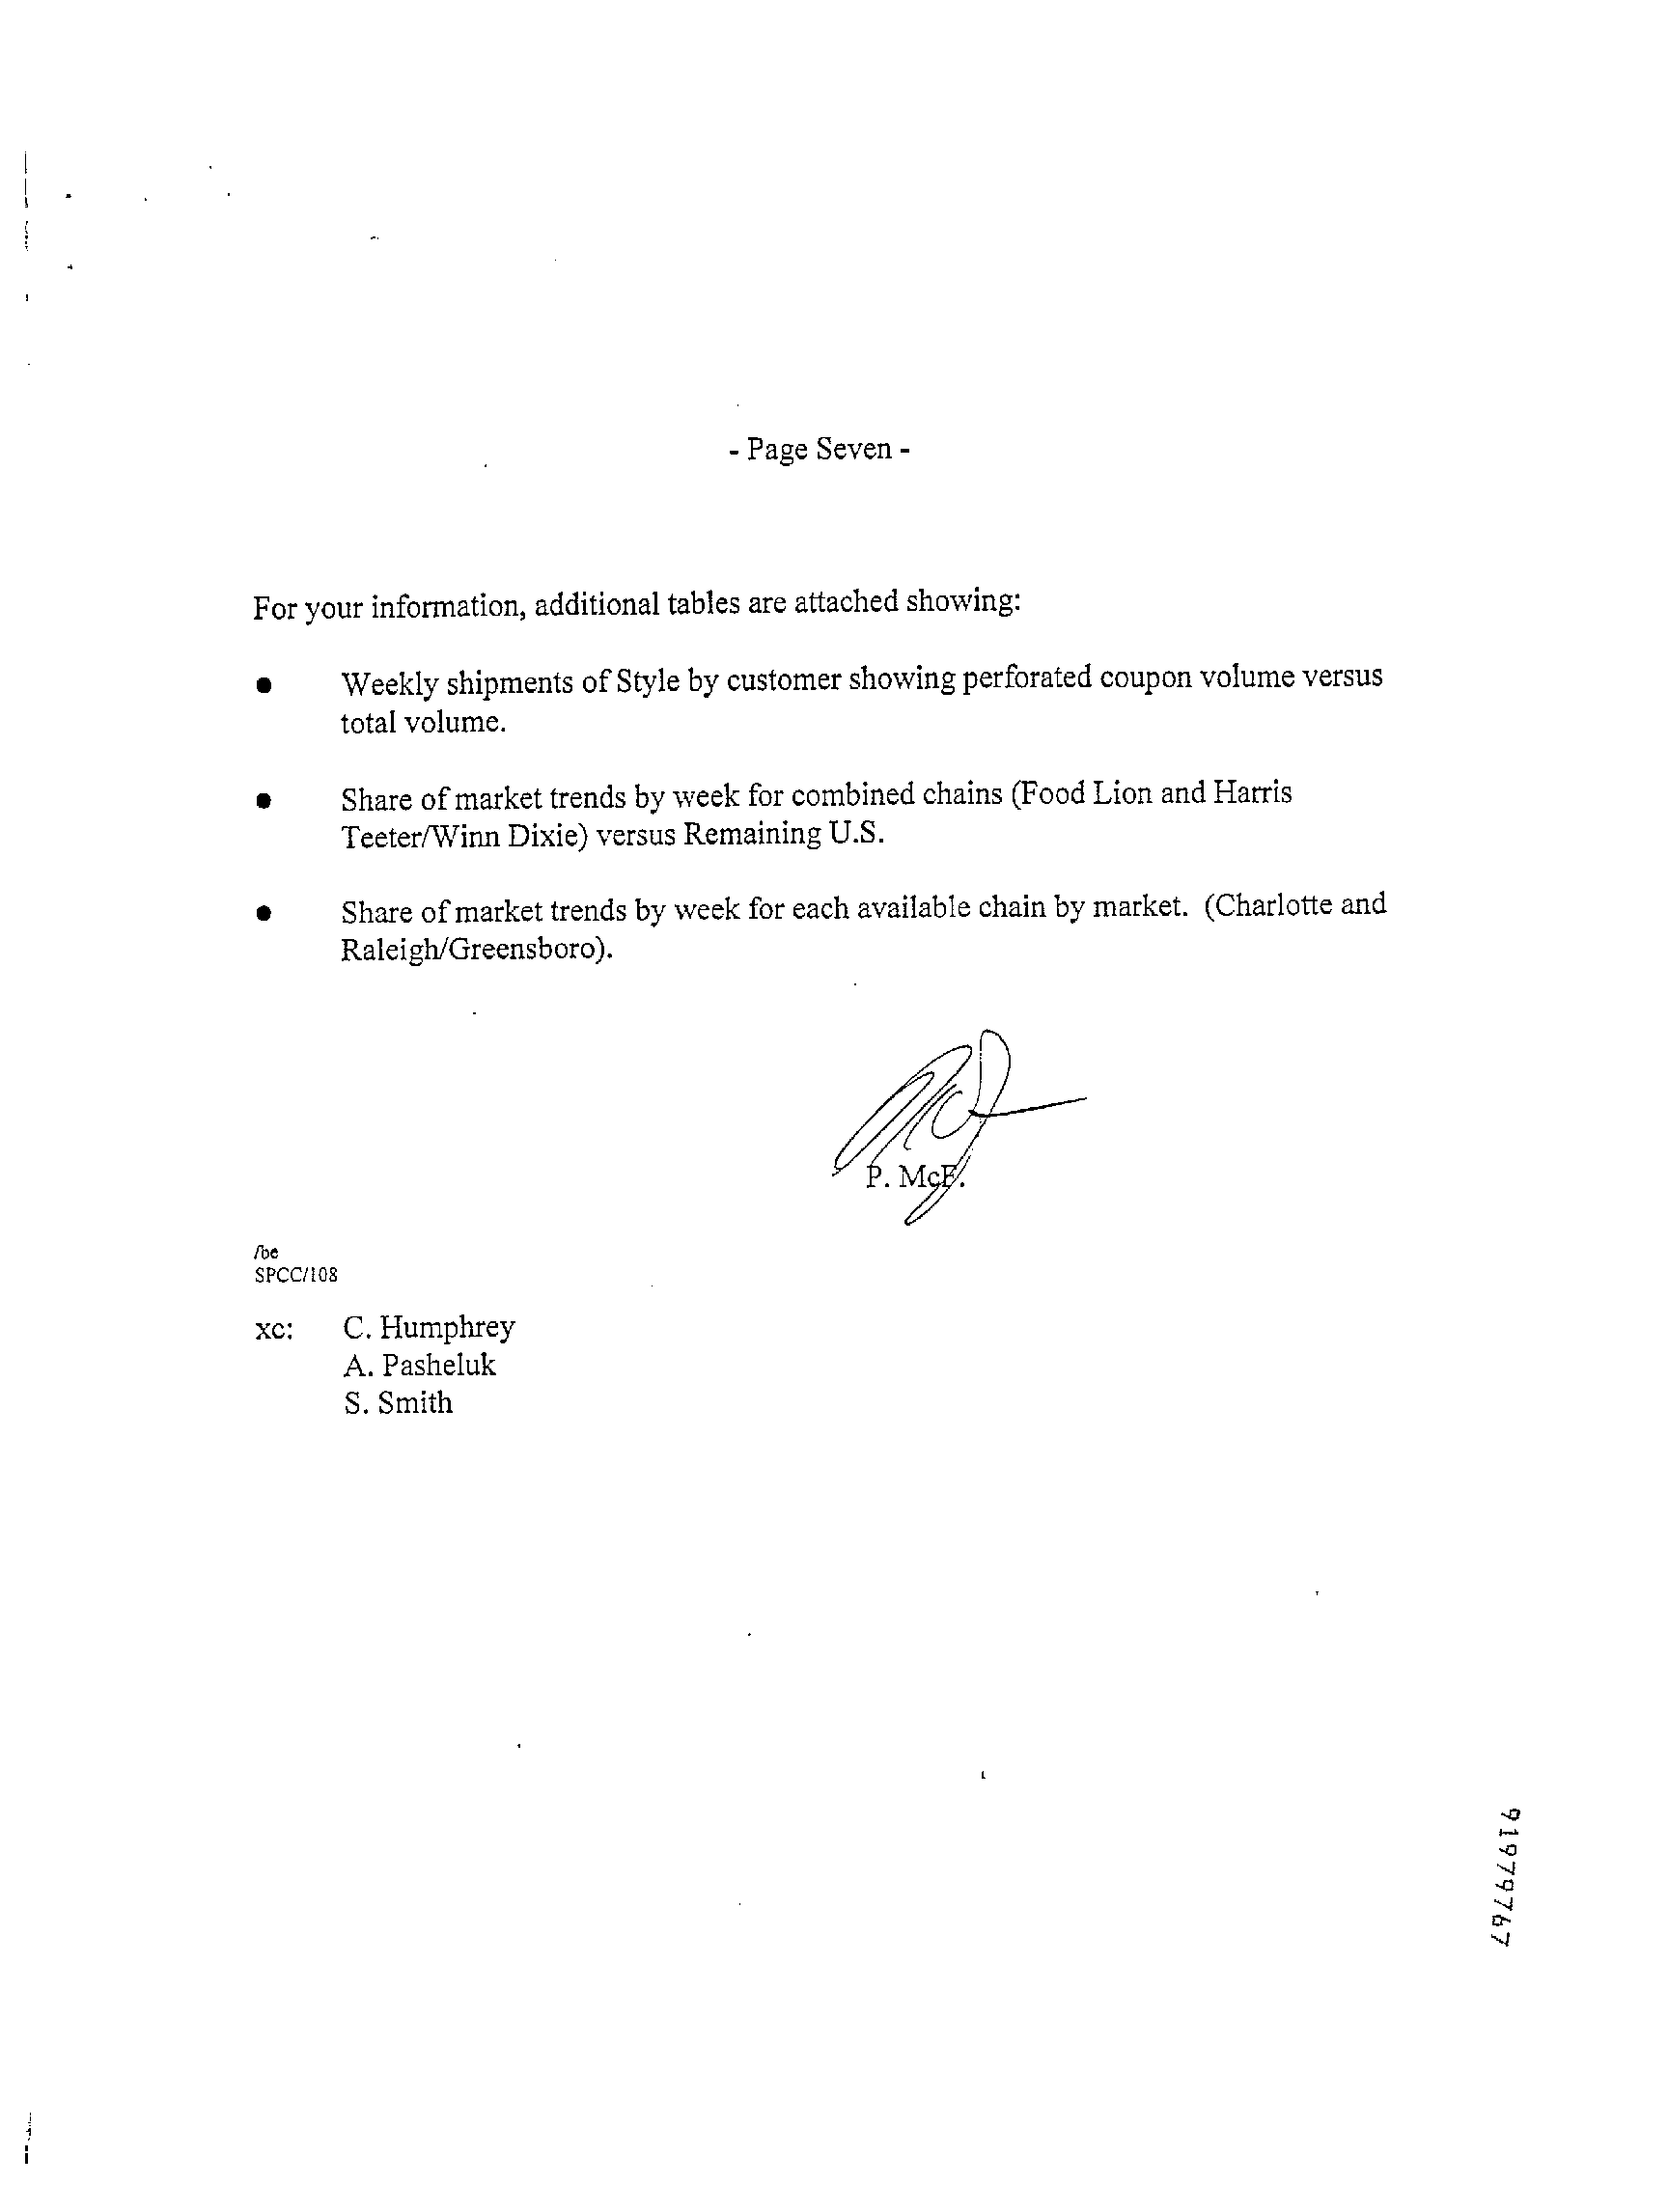 - Page Seven -
For your information, additional tables are attached showing:
● Weekly shipments of Style by customer showing perforated coupon volume versus
total volume.
● Share of market trends by week for combined chains (Food Lion and Harris
Teeter/Winn Dixie) versus Remaining U.S.
● Share of market trends by week for each available chain by market. (Charlotte and
Raleigh/Greensboro).
P. McF.
/be
SPCC/108
xc: C. Humphrey
A. Pasheluk
S. Smith
91979767